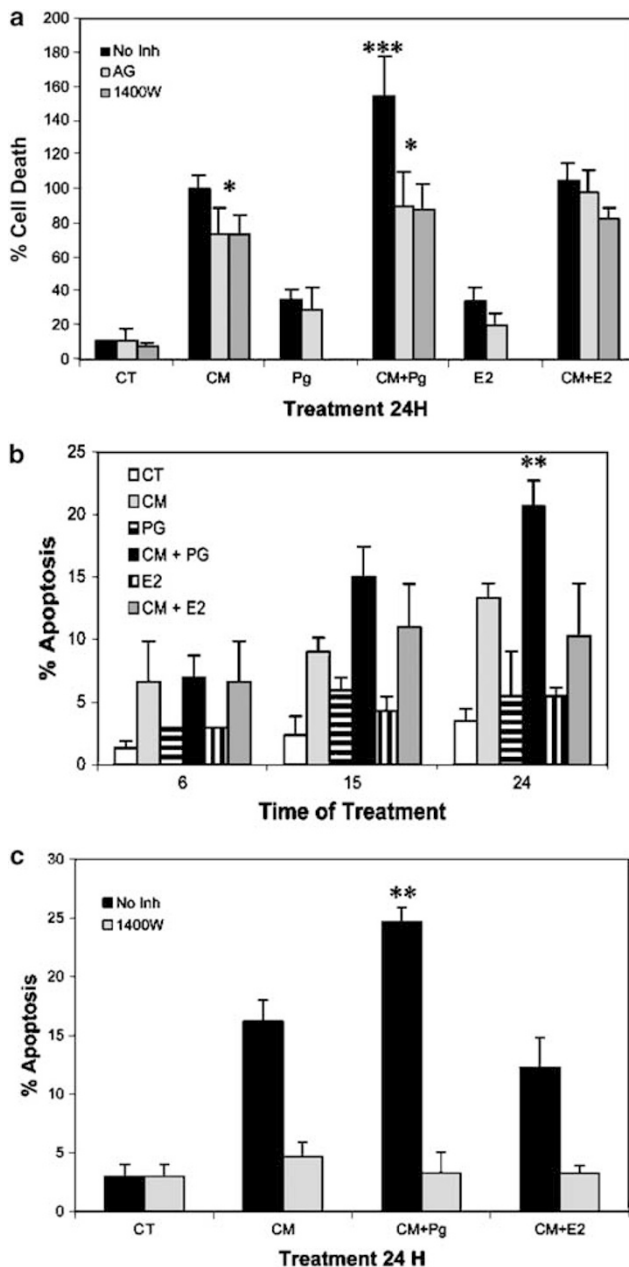 a
200
180
160
140
120
100
80
60
40
20
0
% Cell Death
No Inh
AG
1400W
*
***
*
CT CM Pg CM+Pg E2 CM+E2
Treatment 24H
b
25
20
15
10
5
0
% Apoptosis
CT
CM
PG
CM + PG
E2
CM + E2
**
6 15 24
Time of Treatment
c
30
25
20
15
10
5
0
% Apoptosis
No Inh
1400W
**
CT CM CM+Pg CM+E2
Treatment 24 H